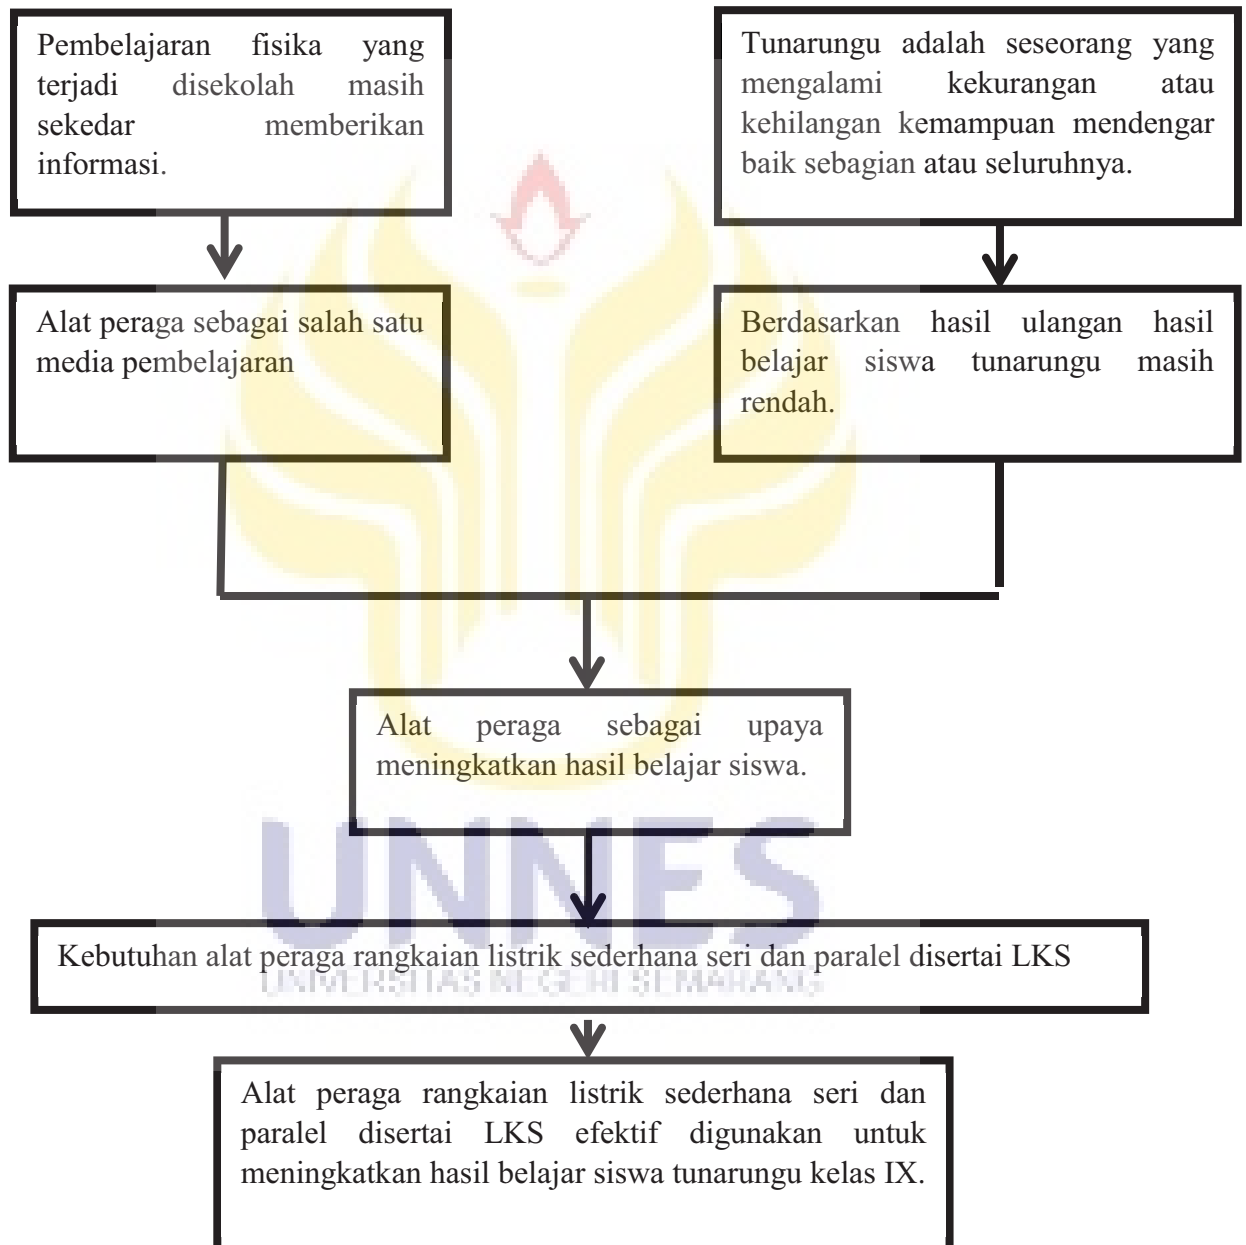 Pembelajaran fisika yang
terjadi disekolah masih
sekedar memberikan
informasi.
Tunarungu adalah seseorang yang
mengalami kekurangan atau
kehilangan kemampuan mendengar
baik sebagian atau seluruhnya.
Alat peraga sebagai salah satu
media pembelajaran
Berdasarkan hasil ulangan hasil
belajar siswa tunarungu masih
rendah.
Alat peraga sebagai upaya
meningkatkan hasil belajar siswa.
UNNES
Kebutuhan alat peraga rangkaian listrik sederhana seri dan paralel disertai LKS
UNIVERSITAS NEGERI SEMARANG
Alat peraga rangkaian listrik sederhana seri dan
paralel disertai LKS efektif digunakan untuk
meningkatkan hasil belajar siswa tunarungu kelas IX.